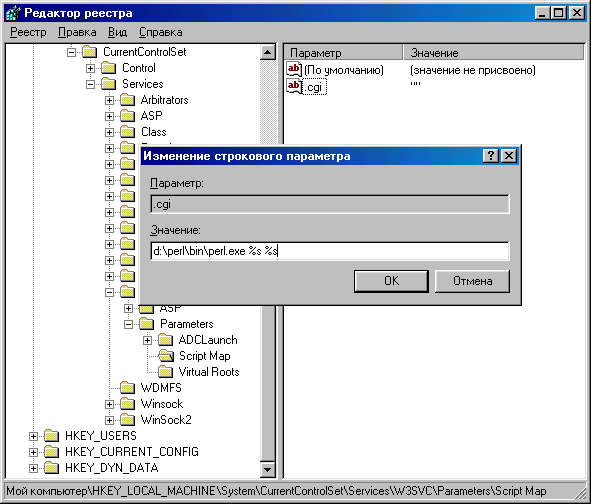 Редактор реестра
Реестр Правка Вид Справка
CurrentControlSet
Control
Services
Arbitrators
ASP
Class
ASP
Parameters
ADCLaunch
Script Map
Virtual Roots
WDMFS
Winsock
WinSock2
HKEY_USERS
HKEY_CURRENT_CONFIG
HKEY_DYN_DATA
Параметр Значение
(По умолчанию) (значение не присвоено)
.cgi ""
Изменение строкового параметра
Параметр:
.cgi
Значение:
d:\perl\bin\perl.exe %s %s
OK Отмена
Мой компьютер\HKEY_LOCAL_MACHINE\System\CurrentControlSet\Services\W3SVC\Parameters\Script Map